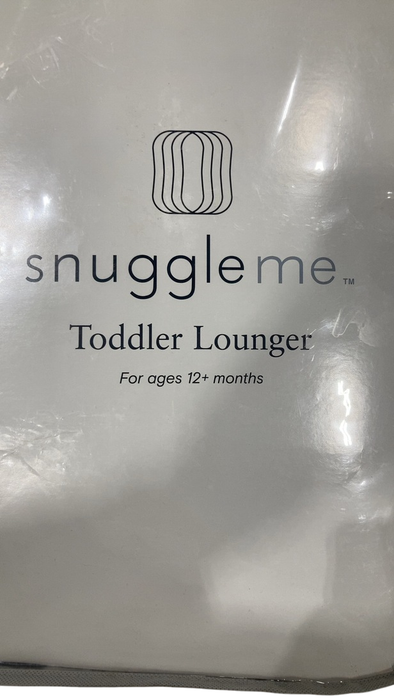 snuggleme™
Toddler Lounger
For ages 12+ months